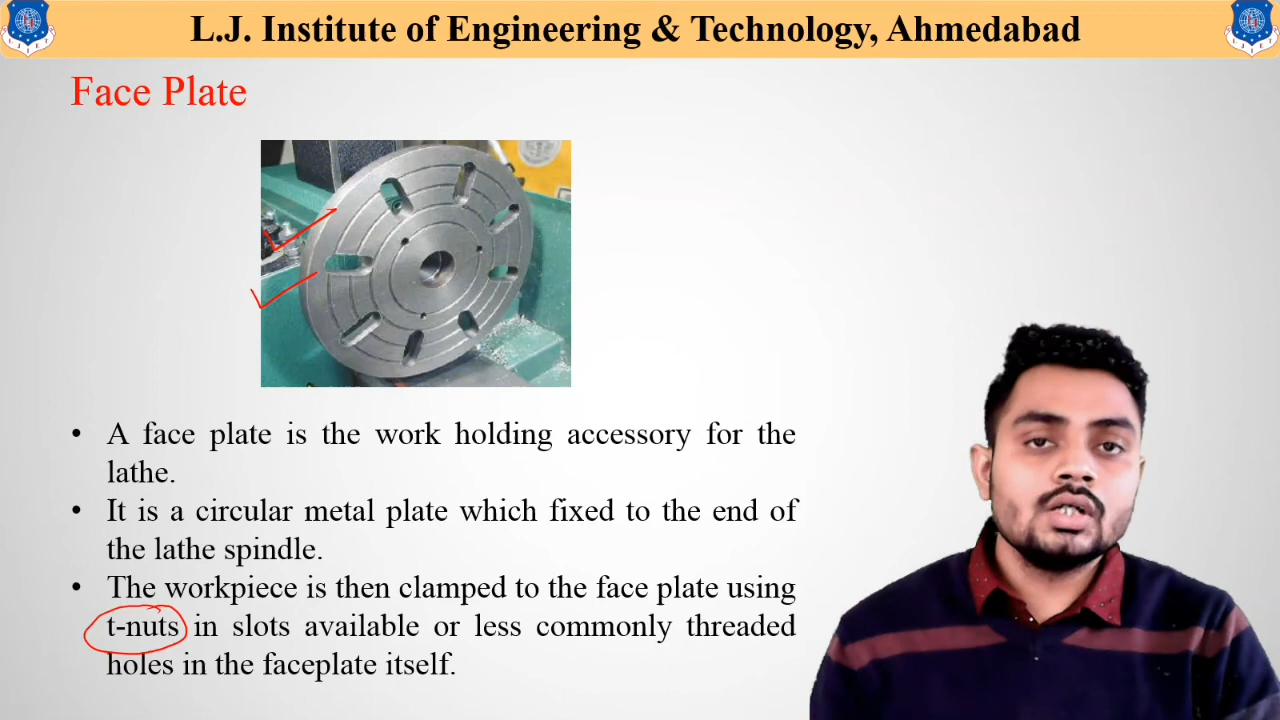 L.J. Institute of Engineering & Technology, Ahmedabad
Face Plate
• A face plate is the work holding accessory for the
lathe.
• It is a circular metal plate which fixed to the end of
the lathe spindle.
• The workpiece is then clamped to the face plate using
t-nuts in slots available or less commonly threaded
holes in the faceplate itself.